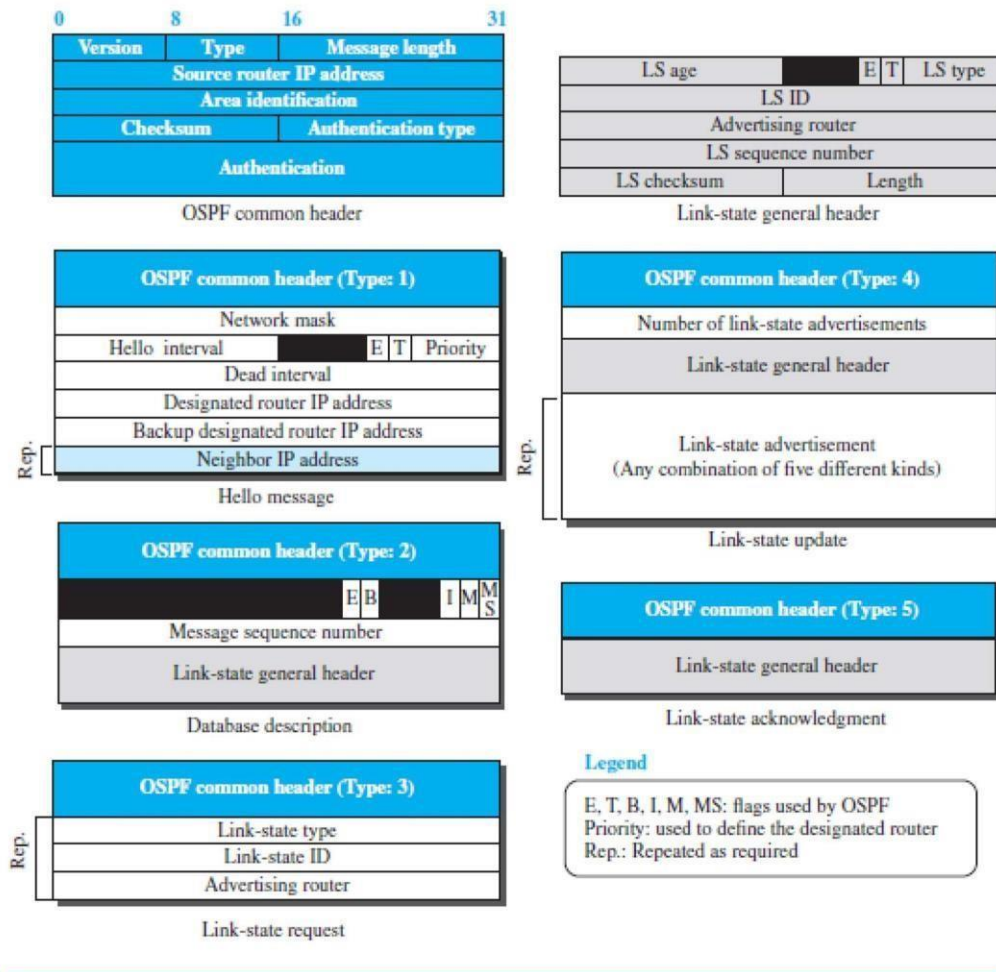 0 8 16 31
Version Type Message length
Source router IP address
Area identification
Checksum Authentication type
Authentication
OSPF common header
LS age E T LS type
LS ID
Advertising router
LS sequence number
LS checksum Length
Link-state general header
OSPF common header (Type: 1)
Network mask
Hello interval E T Priority
Dead interval
Designated router IP address
Backup designated router IP address
Rep. Neighbor IP address
Hello message
OSPF common header (Type: 4)
Number of link-state advertisements
Link-state general header
Rep.
Link-state advertisement
(Any combination of five different kinds)
Link-state update
OSPF common header (Type: 2)
E B I M M S
Message sequence number
Link-state general header
Database description
OSPF common header (Type: 5)
Link-state general header
Link-state acknowledgment
OSPF common header (Type: 3)
Rep.
Link-state type
Link-state ID
Advertising router
Link-state request
Legend
E, T, B, I, M, MS: flags used by OSPF
Priority: used to define the designated router
Rep.: Repeated as required